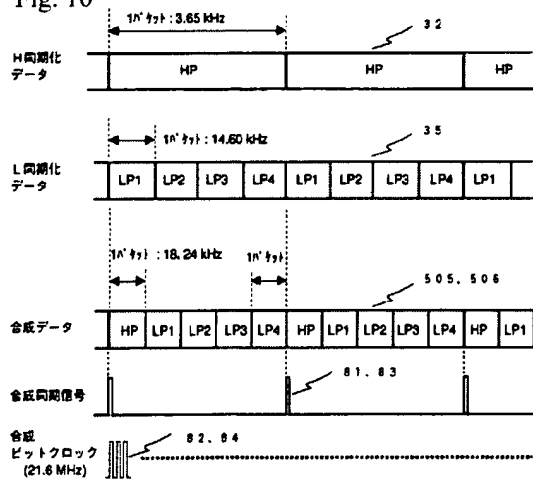 Fig. 10
1パケット : 3.65 kHz
32
H同期化
データ
HP HP HP
1パケット : 14.60 kHz
35
L同期化
データ
LP1 LP2 LP3 LP4 LP1 LP2 LP3 LP4 LP1
1パケット : 18.24 kHz
1パケット
505, 506
合成データ
HP LP1 LP2 LP3 LP4 HP LP1 LP2 LP3 LP4 HP LP1
合成同期信号
81, 83
合成
ビットクロック
(21.6 MHz)
82, 84